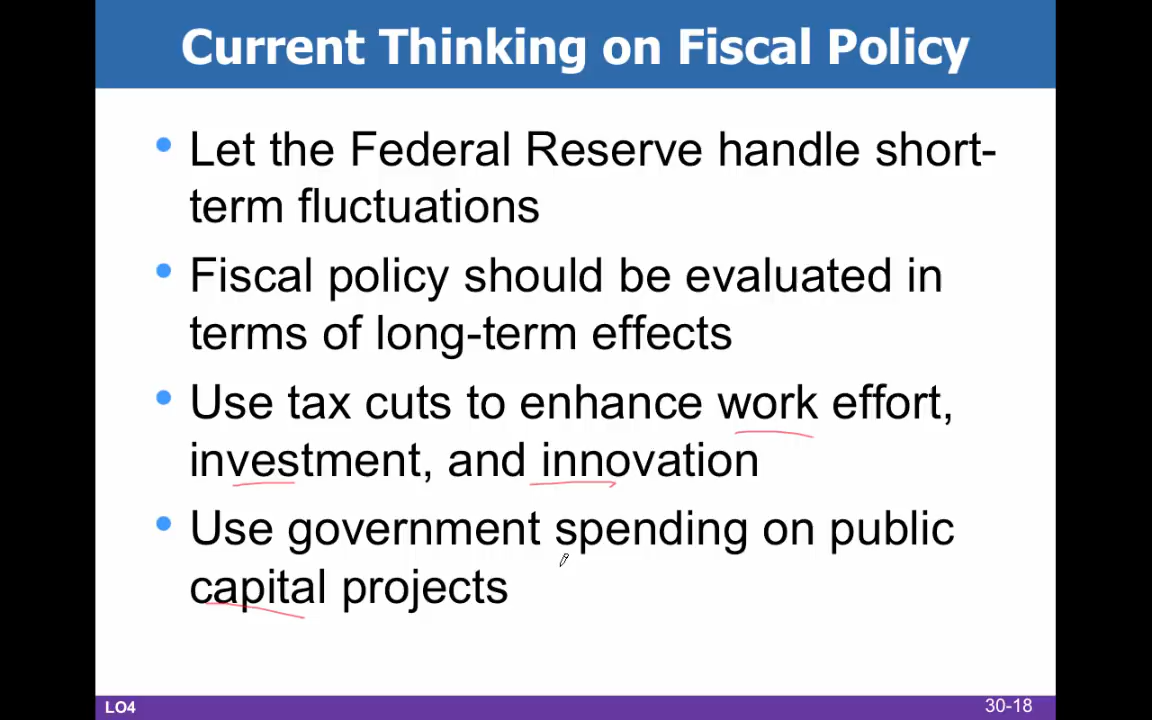 Current Thinking on Fiscal Policy
• Let the Federal Reserve handle short-
term fluctuations
• Fiscal policy should be evaluated in
terms of long-term effects
• Use tax cuts to enhance work effort,
investment, and innovation
• Use government spending on public
capital projects
LO4
30-18